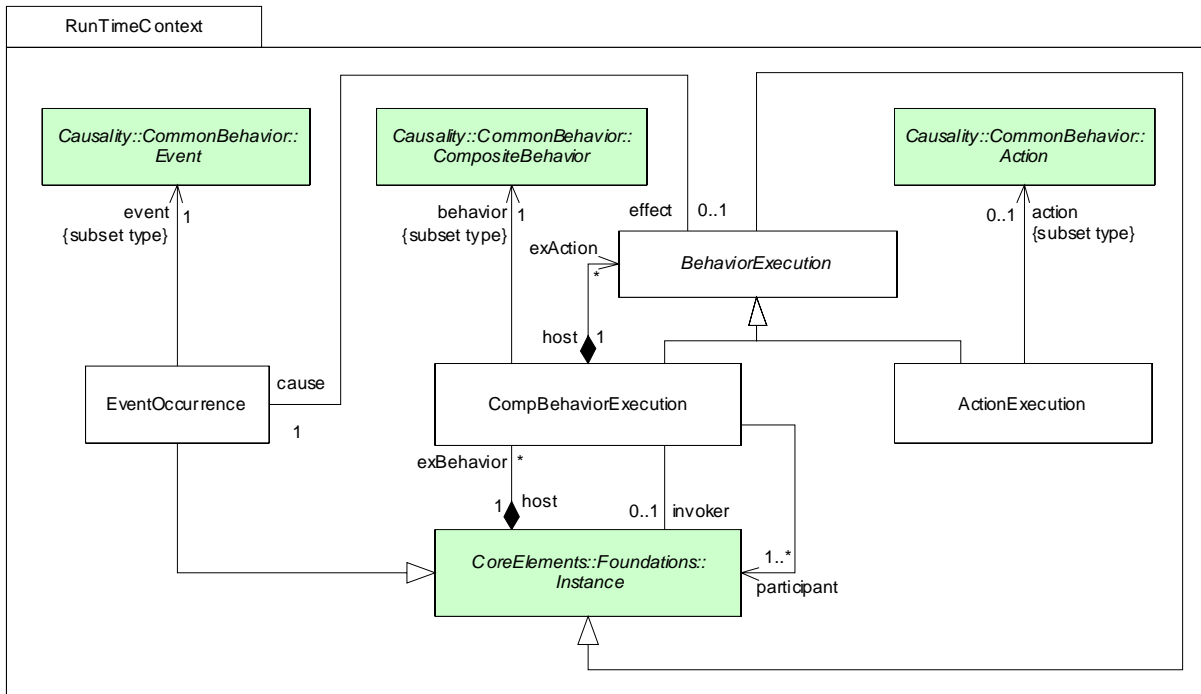 RunTimeContext
Causality::CommonBehavior::
Event
Causality::CommonBehavior::
CompositeBehavior
Causality::CommonBehavior::
Action
event
1
{subset type}
behavior
1
{subset type}
effect
0..1
0..1
action
{subset type}
exAction
*
BehaviorExecution
host
1
EventOccurrence
cause
1
CompBehaviorExecution
ActionExecution
exBehavior
*
1
host
0..1
invoker
1..*
participant
CoreElements::Foundations::
Instance